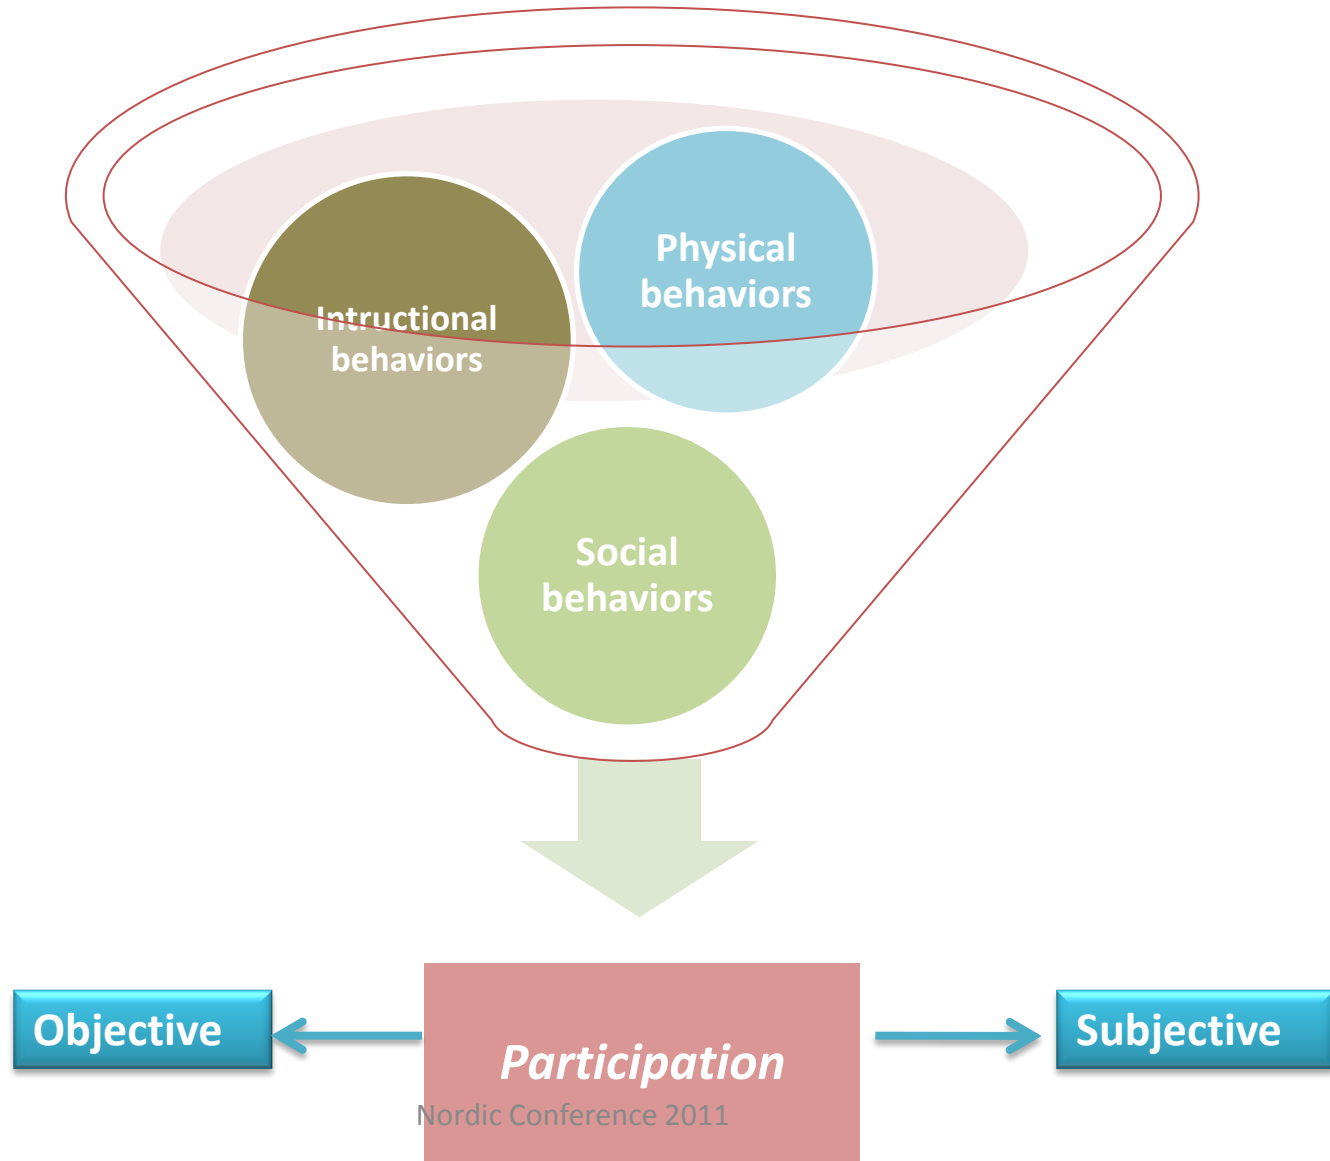 Physical
behaviors
Intructional
behaviors
Social
behaviors
Objective
Participation
Subjective
Nordic Conference 2011